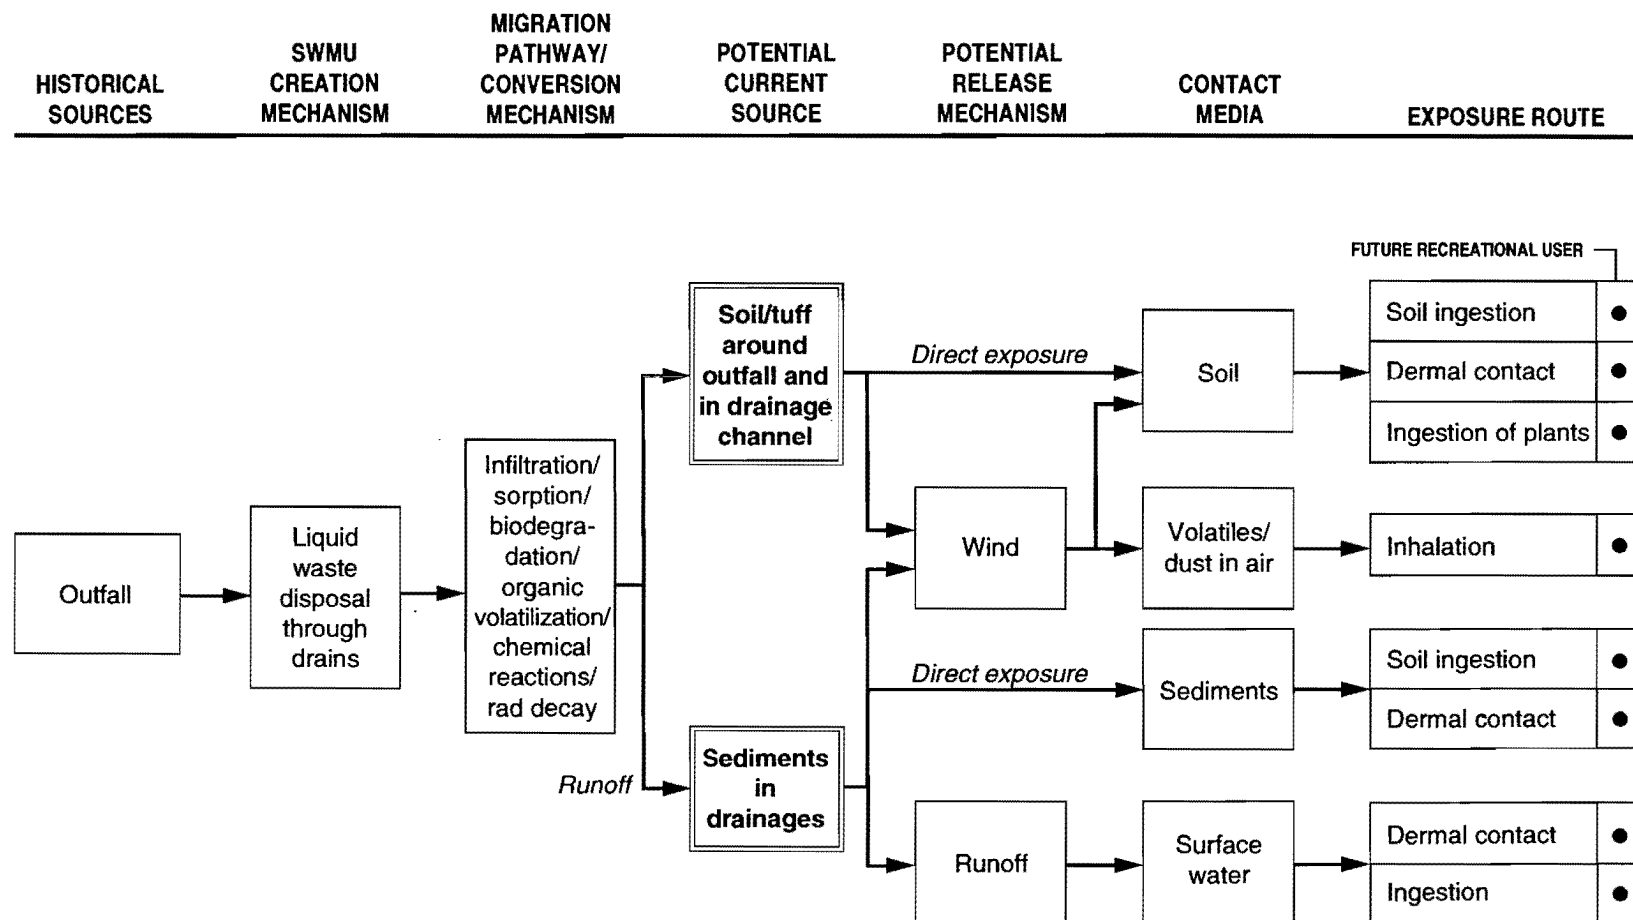 HISTORICAL
SOURCES
SWMU
CREATION
MECHANISM
MIGRATION
PATHWAY/
CONVERSION
MECHANISM
POTENTIAL
CURRENT
SOURCE
POTENTIAL
RELEASE
MECHANISM
CONTACT
MEDIA
EXPOSURE ROUTE
FUTURE RECREATIONAL USER
Outfall
Liquid
waste
disposal
through
drains
Infiltration/
sorption/
biodegra-
dation/
organic
volatilization/
chemical
reactions/
rad decay
Runoff
Soil/tuff
around
outfall and
in drainage
channel
Sediments
in
drainages
Direct exposure
Wind
Direct exposure
Runoff
Soil
Volatiles/
dust in air
Sediments
Surface
water
Soil ingestion
Dermal contact
Ingestion of plants
Inhalation
Soil ingestion
Dermal contact
Dermal contact
Ingestion